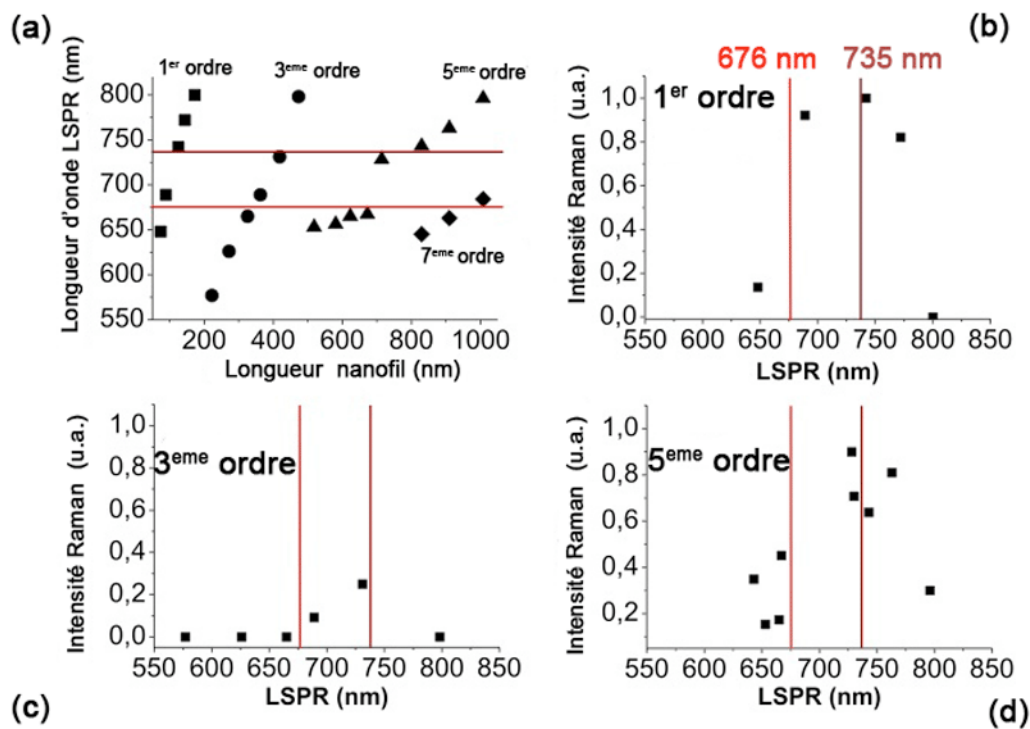 (a)
1er ordre
3eme ordre
5eme ordre
7eme ordre
Longueur d'onde LSPR (nm)
800
750
700
650
600
550
200 400 600 800 1000
Longueur nanofil (nm)
(b)
676 nm 735 nm
1er ordre
Intensité Raman (u.a.)
1,0
0,8
0,6
0,4
0,2
0,0
550 600 650 700 750 800 850
LSPR (nm)
(c)
3eme ordre
Intensité Raman (u.a.)
1,0
0,8
0,6
0,4
0,2
0,0
550 600 650 700 750 800 850
LSPR (nm)
(d)
5eme ordre
Intensité Raman (u.a.)
1,0
0,8
0,6
0,4
0,2
550 600 650 700 750 800 850
LSPR (nm)